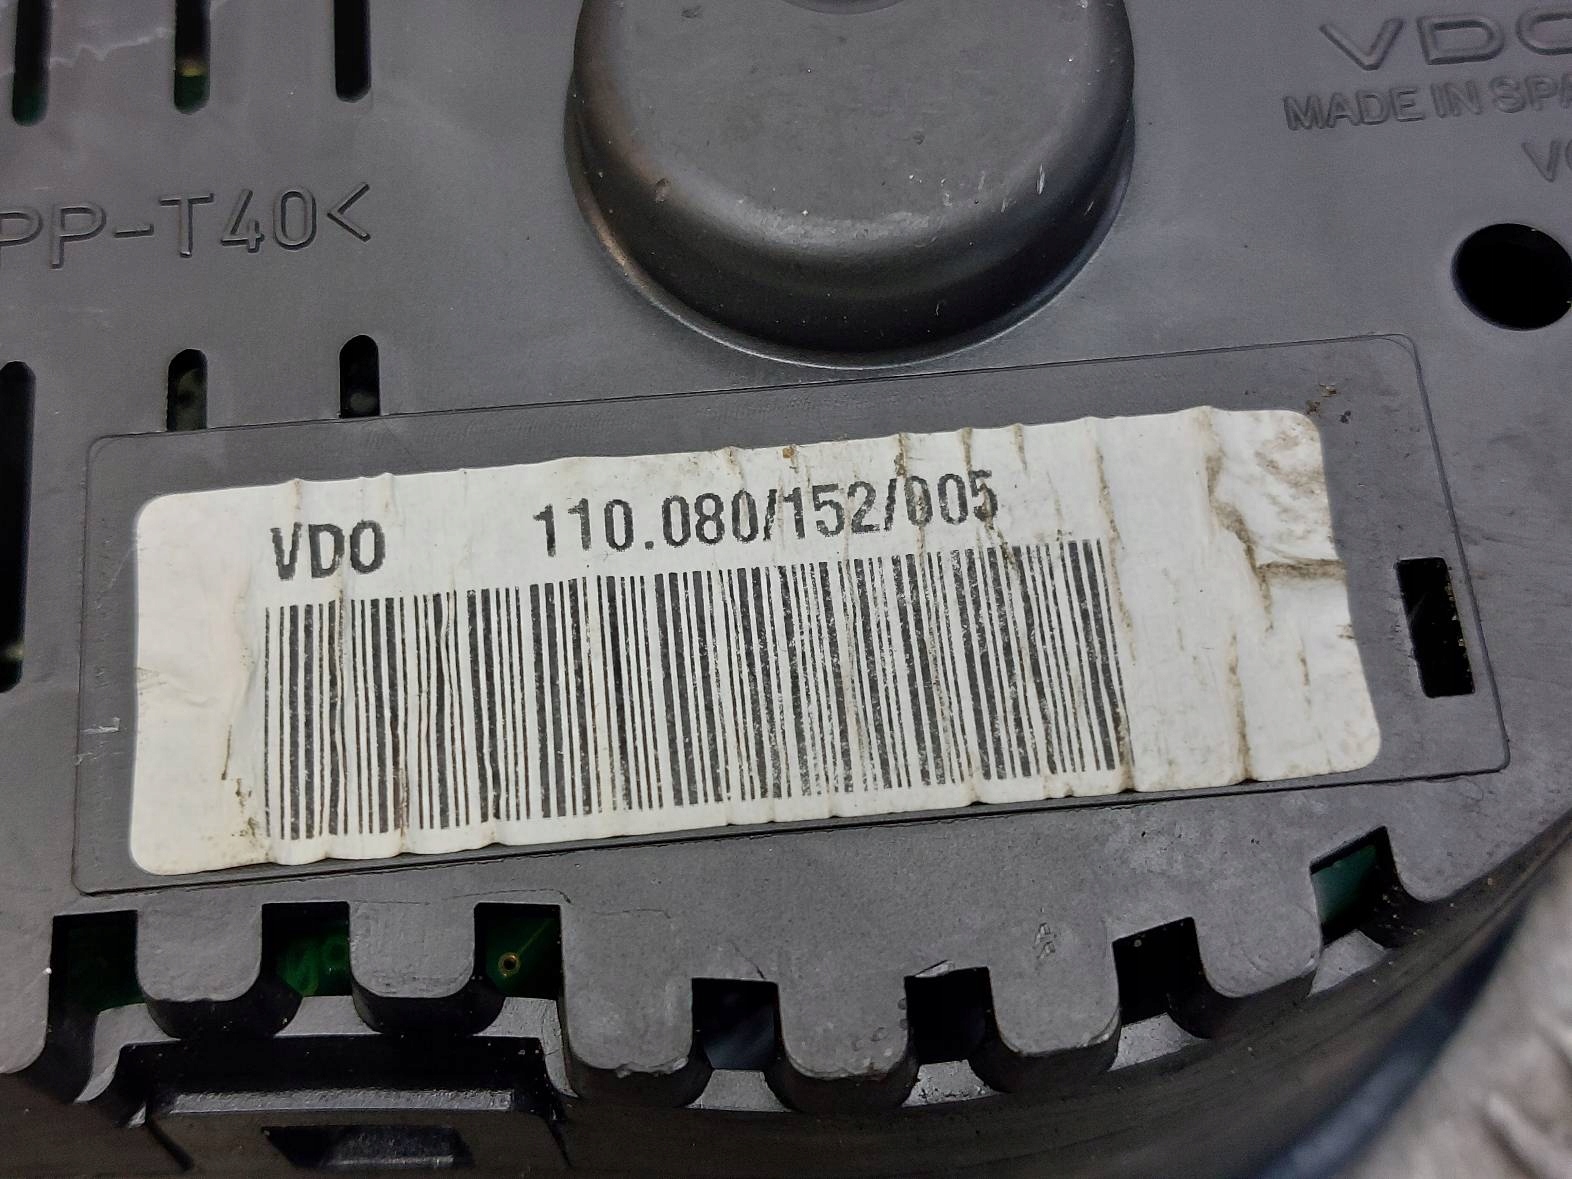 VDO
MADE IN SPA
PP-T40<
VDO 110.080/152/005